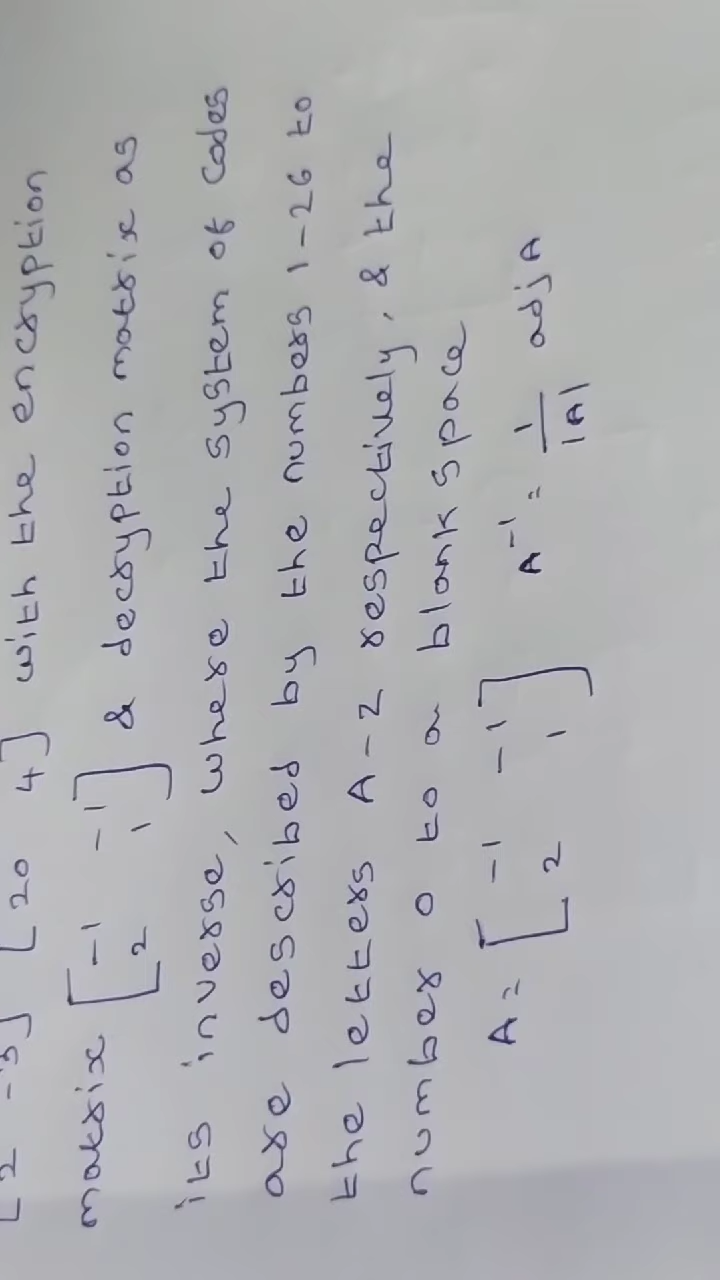 [2 -3] [20 4] with the encryption
matrix [-1 -1
2 1] & decryption matrix as
its inverse, where the system of codes
are described by the numbers 1-26 to
the letters A-Z respectively, & the
number 0 to a blank space
A = [-1 -1
2 1] A⁻¹ = 1/|A| adj A